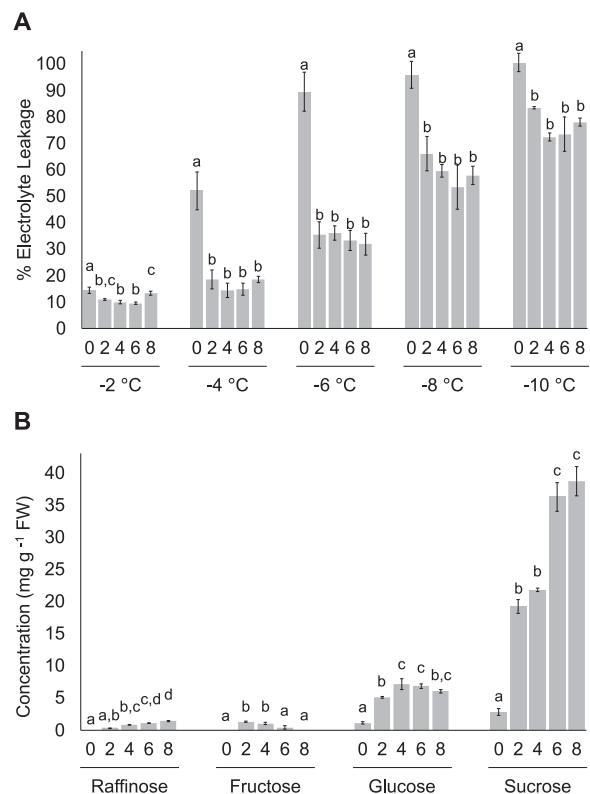 A
% Electrolyte Leakage
100
90
80
70
60
50
40
30
20
10
0
a b,c b b c
a b b b b
a b b b b
a b b b b
a b b b b
0 2 4 6 8 0 2 4 6 8 0 2 4 6 8 0 2 4 6 8 0 2 4 6 8
-2 °C -4 °C -6 °C -8 °C -10 °C
B
Concentration (mg g⁻¹ FW)
40
35
30
25
20
15
10
5
0
a a,b b,c c,d d
a b b a a
a b c c b,c
a b b c c
0 2 4 6 8 0 2 4 6 8 0 2 4 6 8 0 2 4 6 8
Raffinose Fructose Glucose Sucrose